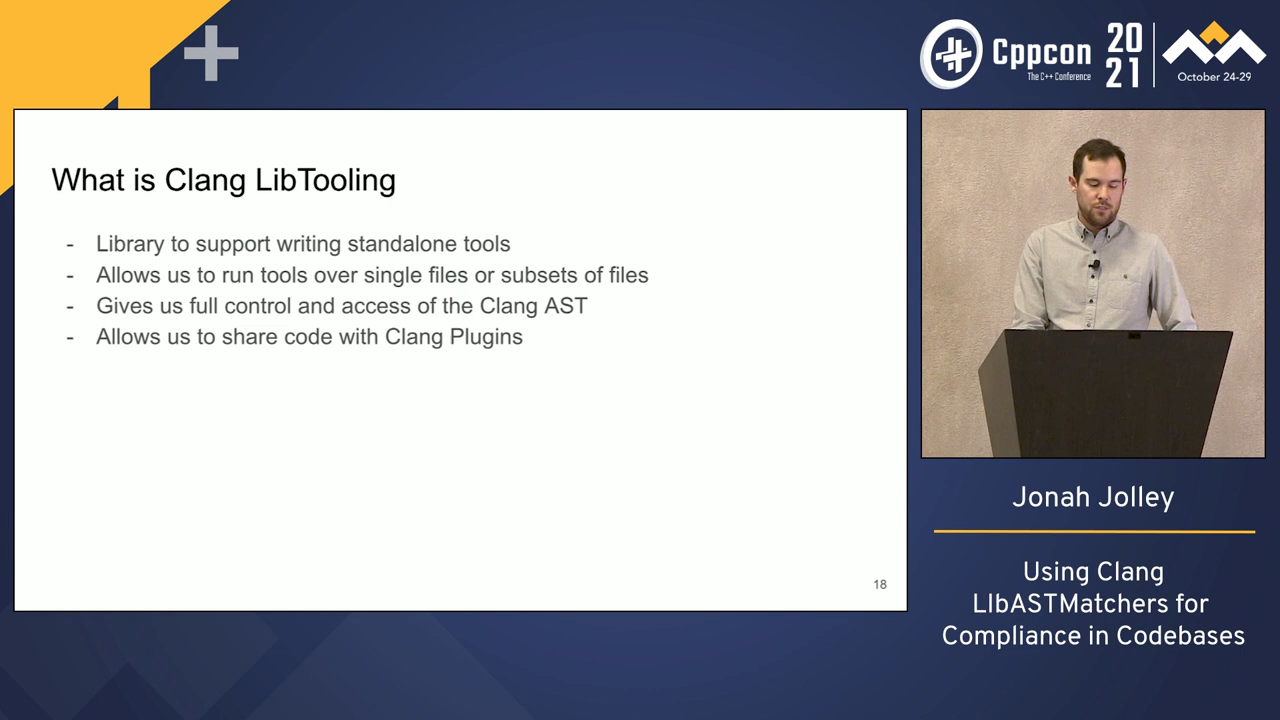 Cppcon
The C++ Conference
20
21
October 24-29
What is Clang LibTooling
- Library to support writing standalone tools
- Allows us to run tools over single files or subsets of files
- Gives us full control and access of the Clang AST
- Allows us to share code with Clang Plugins
18
Jonah Jolley
Using Clang
LIbASTMatchers for
Compliance in Codebases